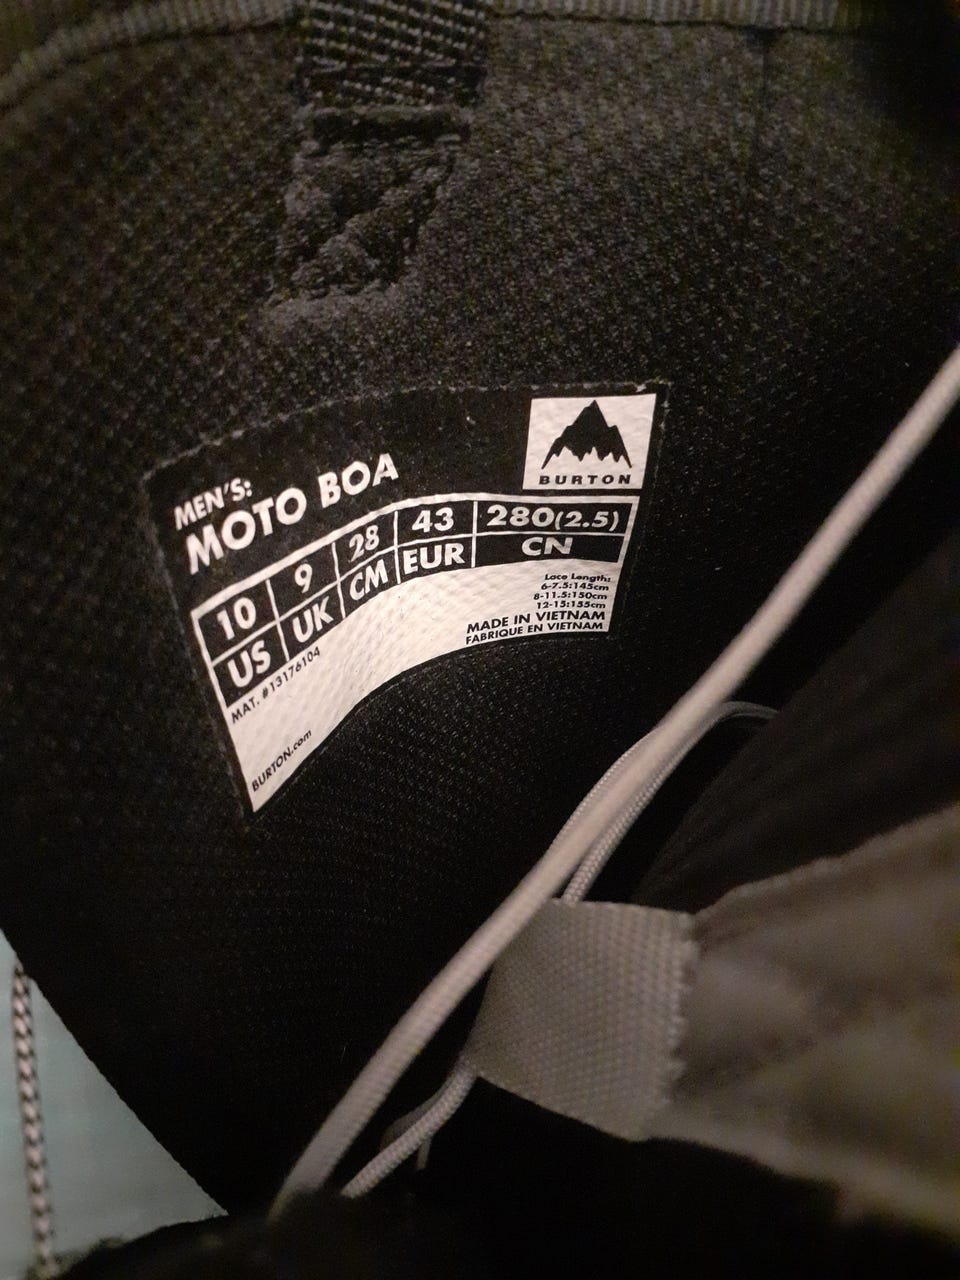 MEN'S:
MOTO BOA
BURTON
10 9 28 43 280(2.5)
US UK CM EUR CN
MAT. #13176104
BURTON.com
Lace Length:
6-7.5:145cm
8-11.5:150cm
12-15:155cm
MADE IN VIETNAM
FABRIQUE EN VIETNAM